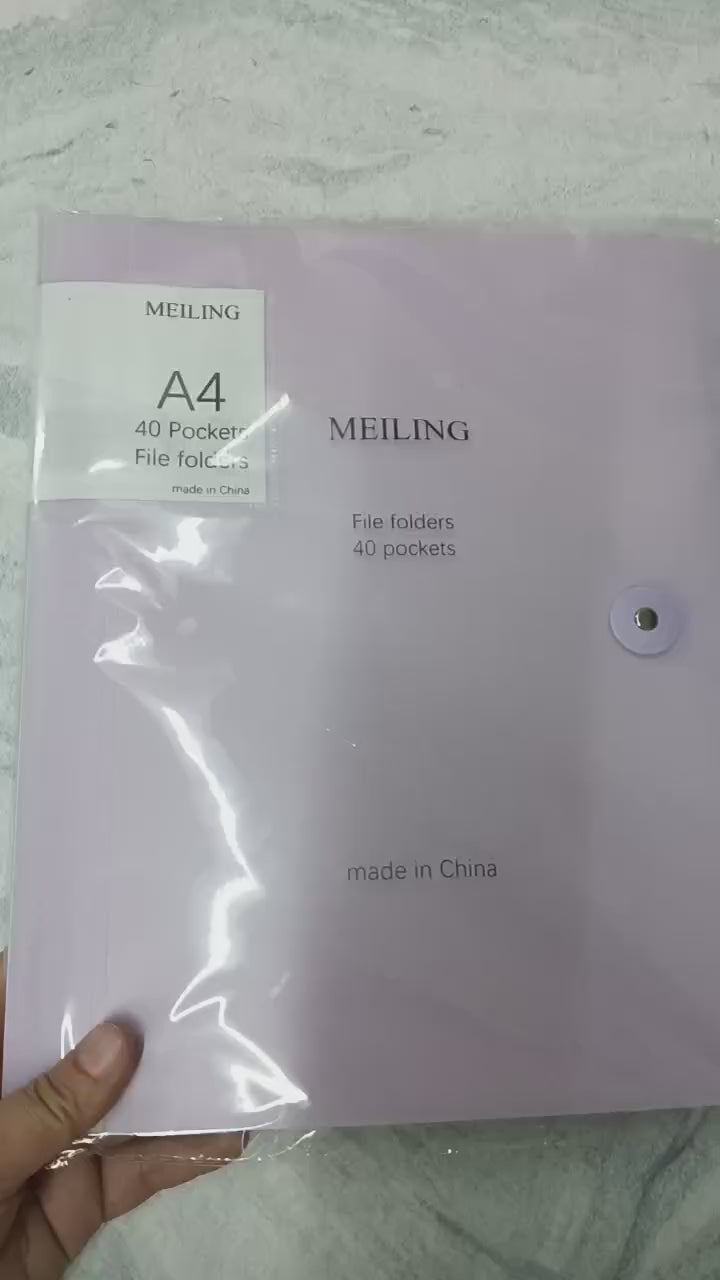 MEILING
A4
40 Pockets
File folders
made in China
MEILING
File folders
40 pockets
made in China